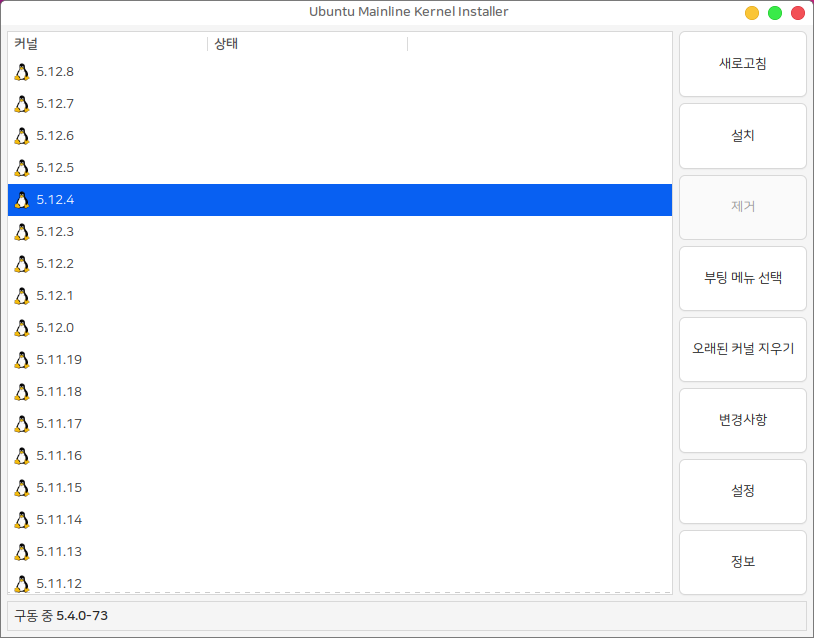 Ubuntu Mainline Kernel Installer
커널 상태
5.12.8
5.12.7
5.12.6
5.12.5
5.12.4
5.12.3
5.12.2
5.12.1
5.12.0
5.11.19
5.11.18
5.11.17
5.11.16
5.11.15
5.11.14
5.11.13
5.11.12
새로고침
설치
제거
부팅 메뉴 선택
오래된 커널 지우기
변경사항
설정
정보
구동 중 5.4.0-73